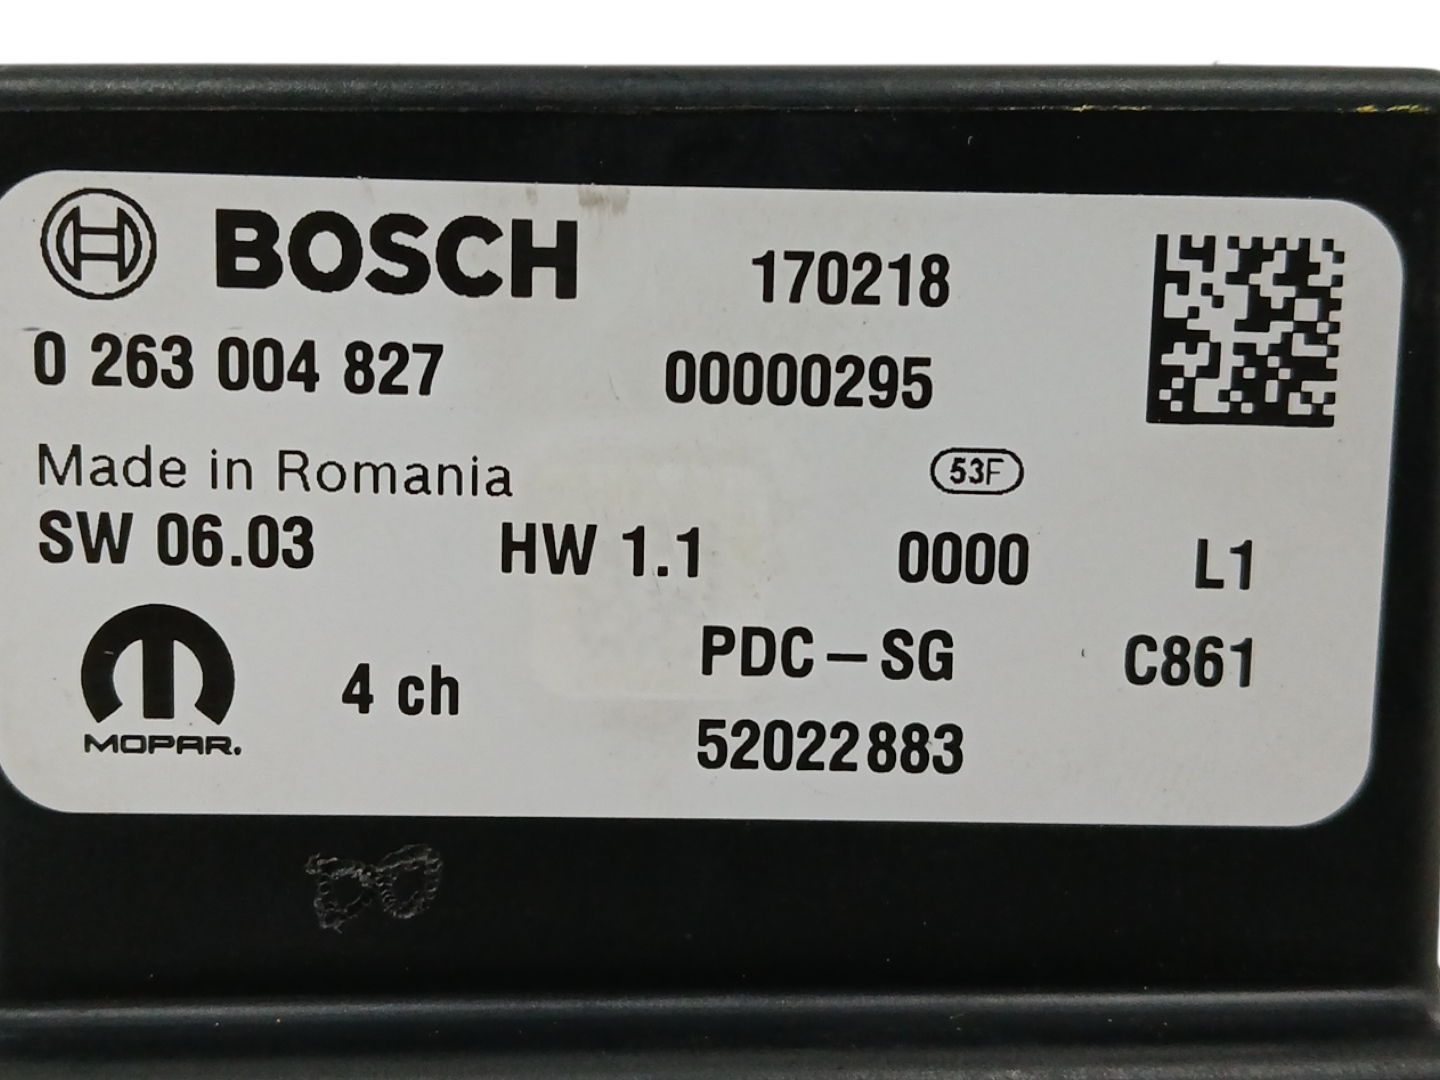 BOSCH 170218
0 263 004 827 00000295
Made in Romania 53F
SW 06.03 HW 1.1 0000 L1
PDC-SG C861
4 ch
MOPAR. 52022883